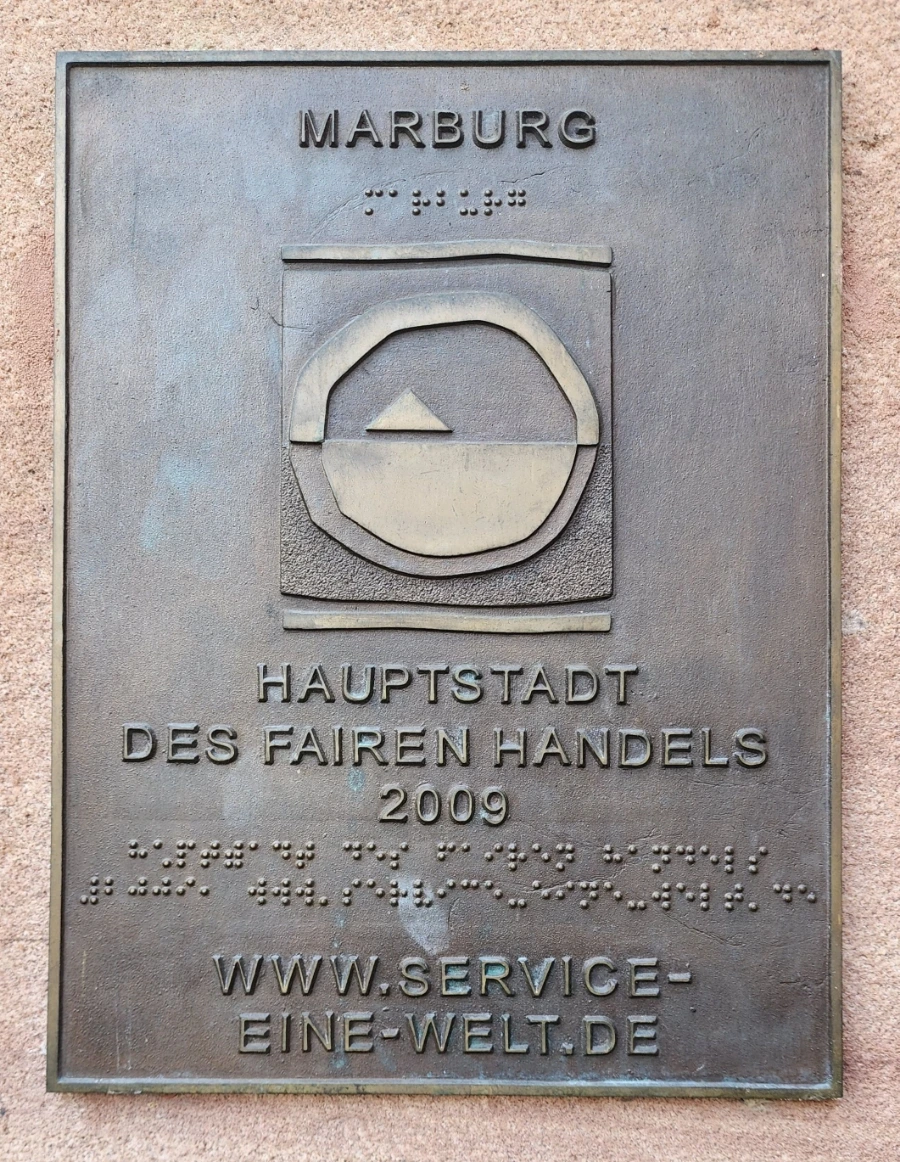 MARBURG
HAUPTSTADT
DES FAIREN HANDELS
2009
WWW.SERVICE-
EINE-WELT.DE